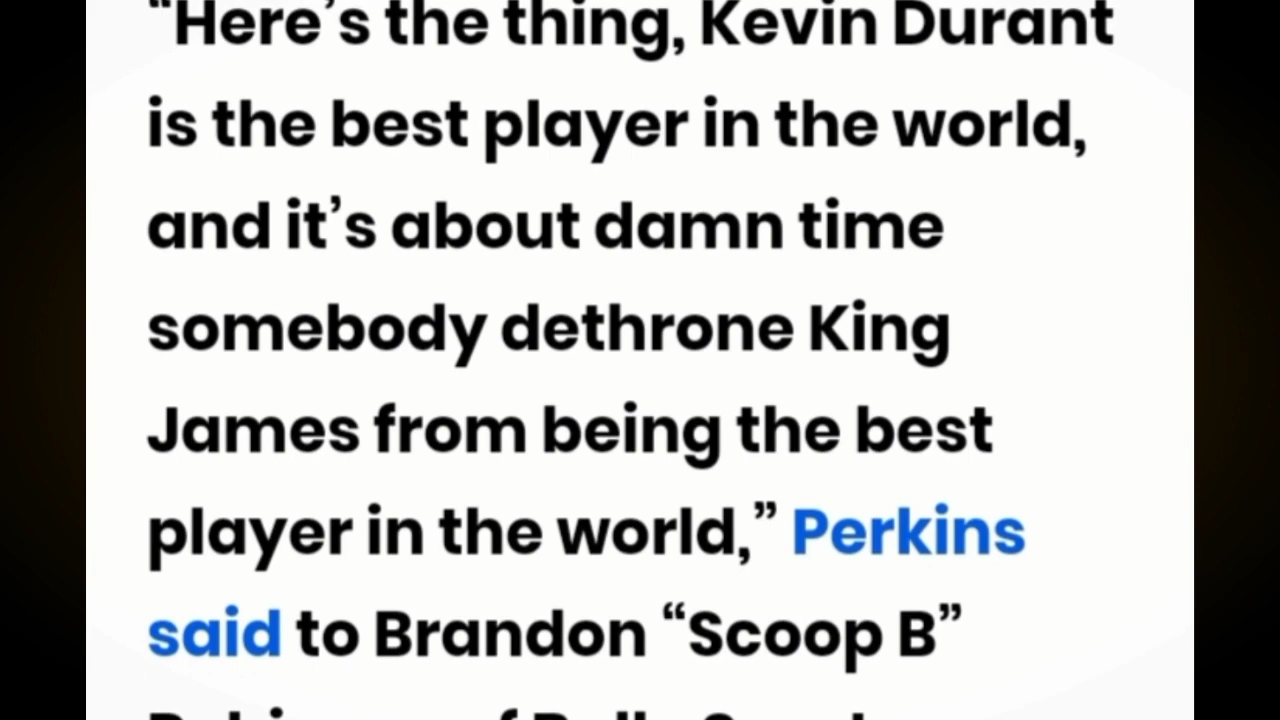 “Here’s the thing, Kevin Durant
is the best player in the world,
and it’s about damn time
somebody dethrone King
James from being the best
player in the world,” Perkins
said to Brandon “Scoop B”